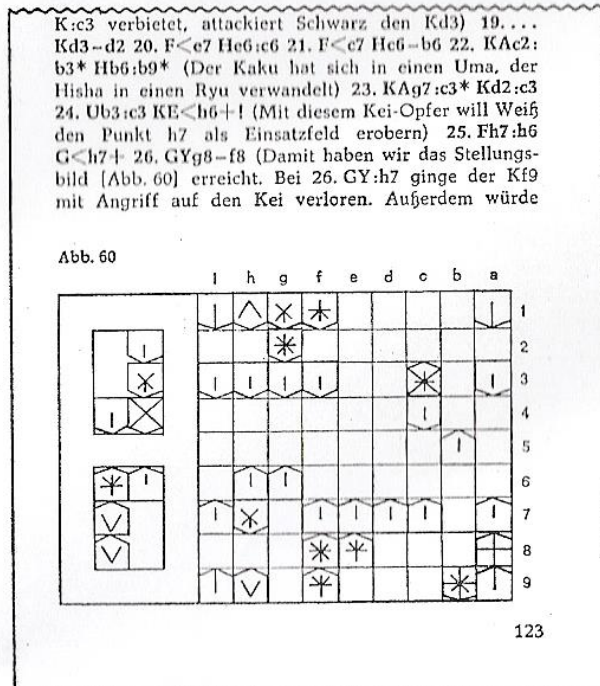 K:c3 verbietet, attackiert Schwarz den Kd3) 19....
Kd3–d2 20. F<e7 He6:c6 21. F<c7 Hc6–b6 22. KAc2:
b3* Hb6:b9* (Der Kaku hat sich in einen Uma, der
Hisha in einen Ryu verwandelt) 23. KAg7:c3* Kd2:c3
24. Ub3:c3 KE<h6+! (Mit diesem Kei-Opfer will Weiß
den Punkt h7 als Einsatzfeld erobern) 25. Fh7:h6
G<h7+ 26. GYg8–f8 (Damit haben wir das Stellungs-
bild [Abb. 60] erreicht. Bei 26. GY:h7 ginge der Kf9
mit Angriff auf den Kei verloren. Außerdem würde
Abb. 60
I h g f e d c b a
1
2
3
4
5
6
7
8
9
123